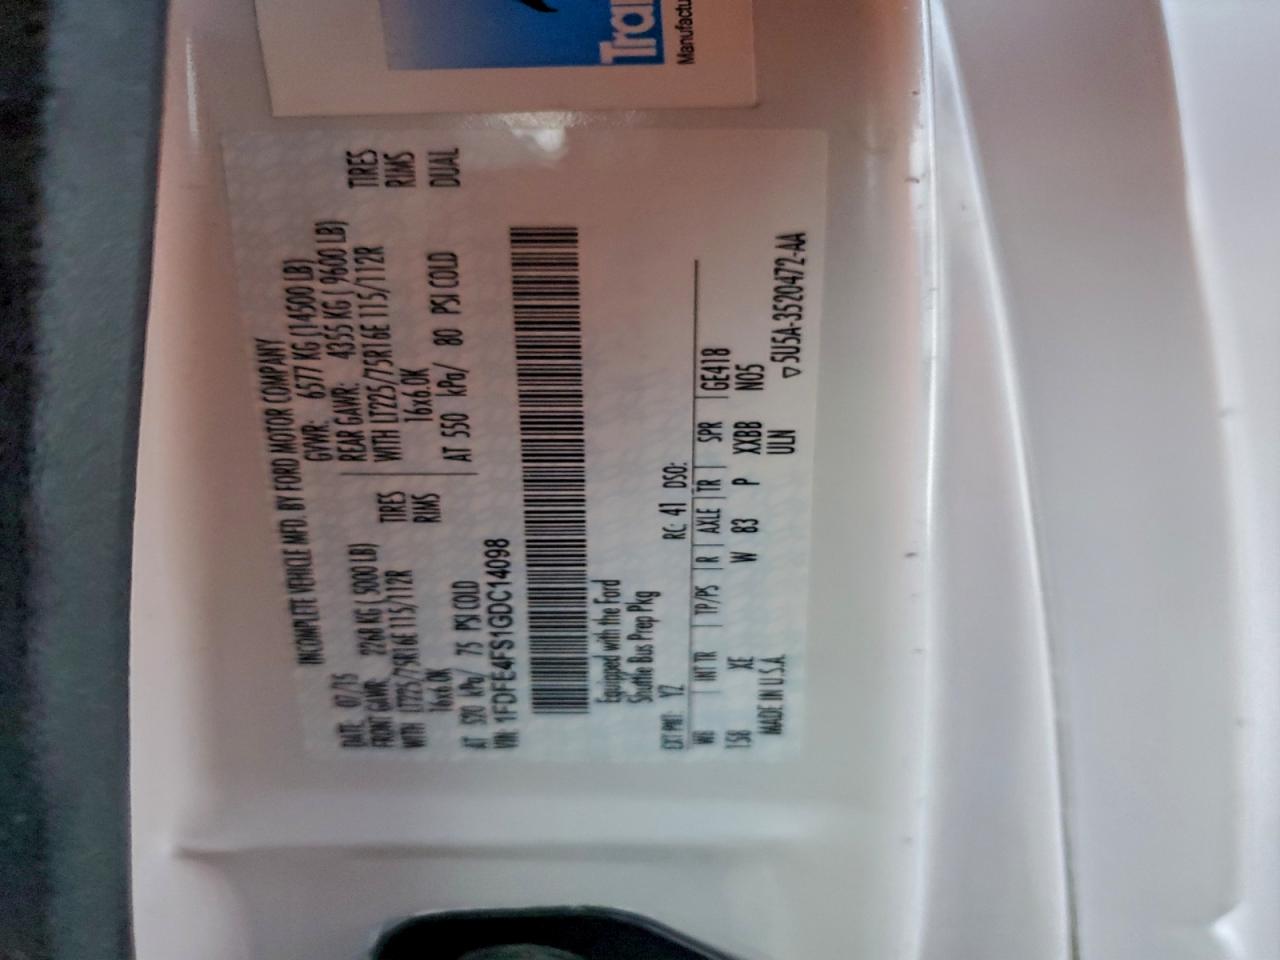 Tra
Manufactu
INCOMPLETE VEHICLE MFD. BY FORD MOTOR COMPANY
DATE: 07/15 GVWR: 6577 KG (14500 LB)
FRONT GAWR: 2268 KG 5000 LB) REAR GAWR: 4355 KG ( 9600 LB)
WITH LT225/75R16E 115/112R TIRES WITH LT225/75R16E 115/112R TIRES
16x6.0K RIMS 16x6.0K RIMS
AT 520 kPa/ 75 PSI COLD AT 550 kPa/ 80 PSI COLD DUAL
VIN: 1FDFE4FS1GDC14098
Equipped with the Ford
Shuttle Bus Prep Pkg
EXT PNT: YZ RC: 41 DSO:
WB INT TR TP/PS R AXLE TR SPR GE418
158 XE W 83 P XXBB N05
ULN
MADE IN U.S.A. ▽5U5A-3520472-AA